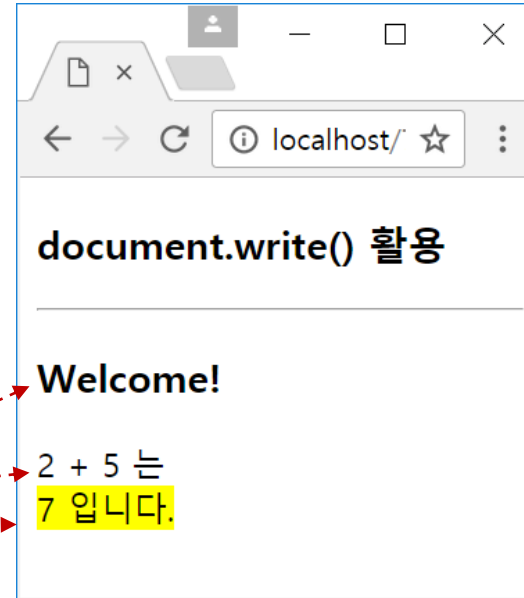 localhost/
document.write() 활용
Welcome!
2 + 5 는
7 입니다.